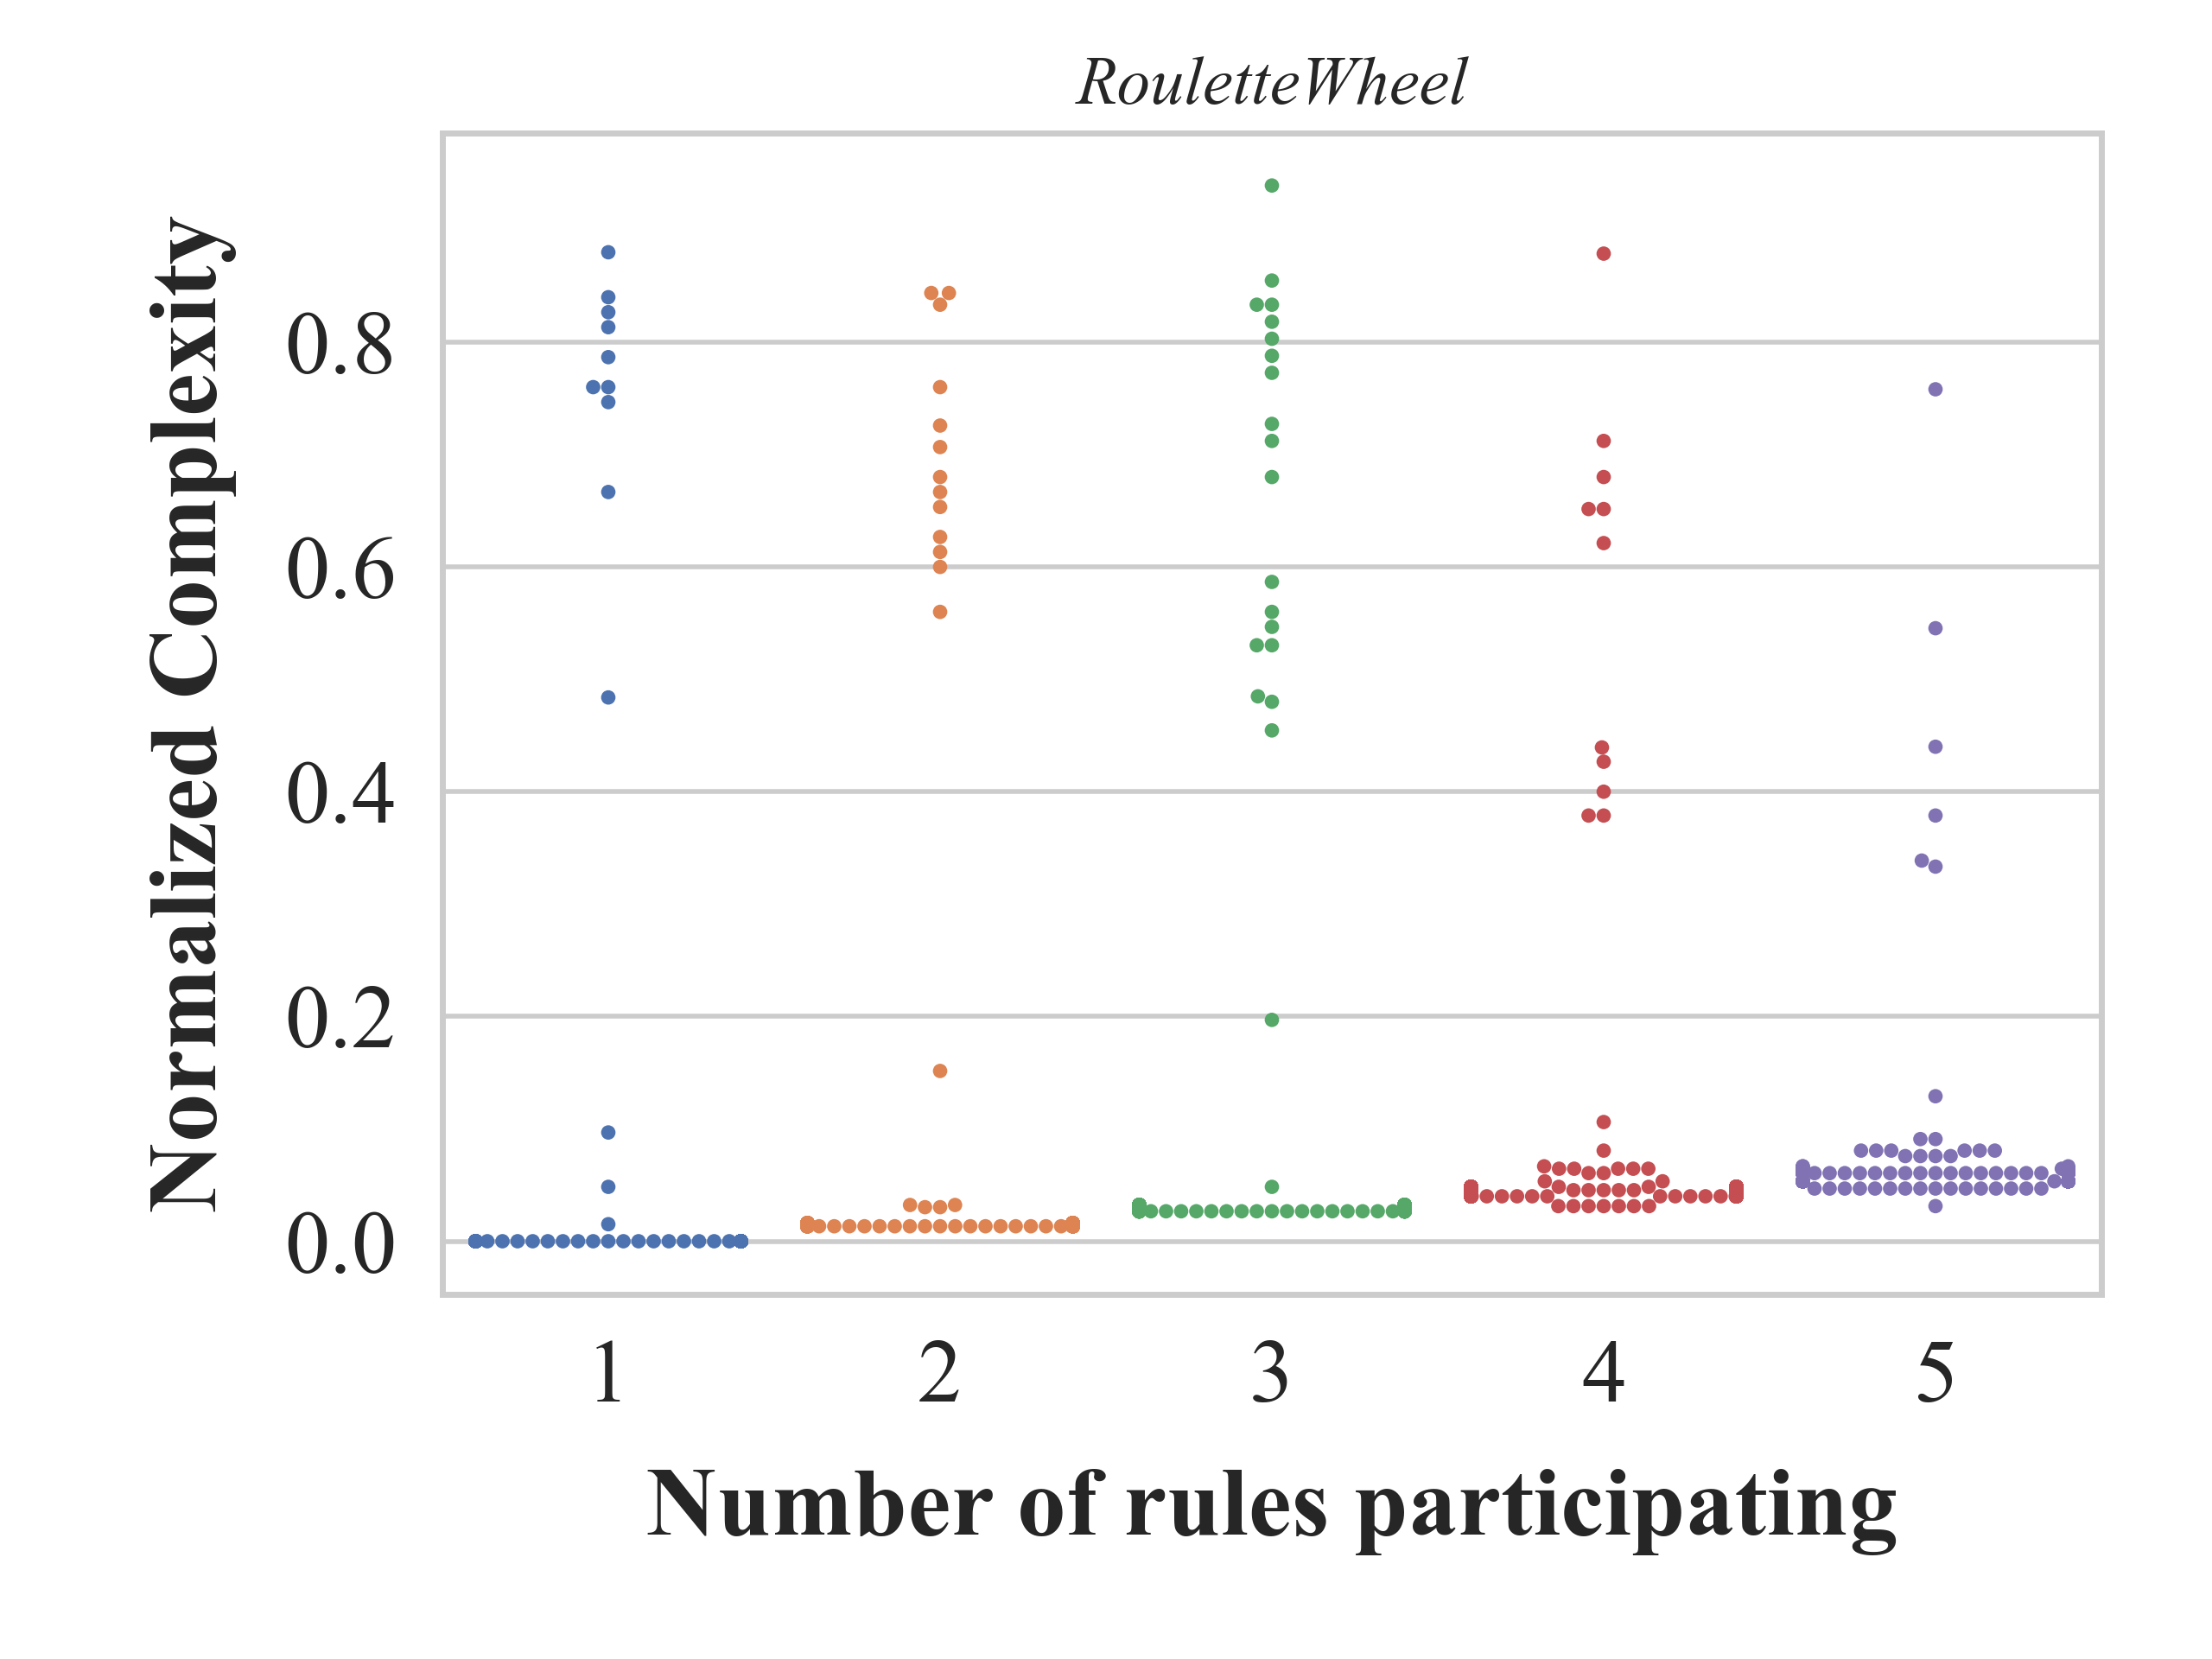 RouletteWheel
Normalized Complexity
0.8
0.6
0.4
0.2
0.0
1 2 3 4 5
Number of rules participating